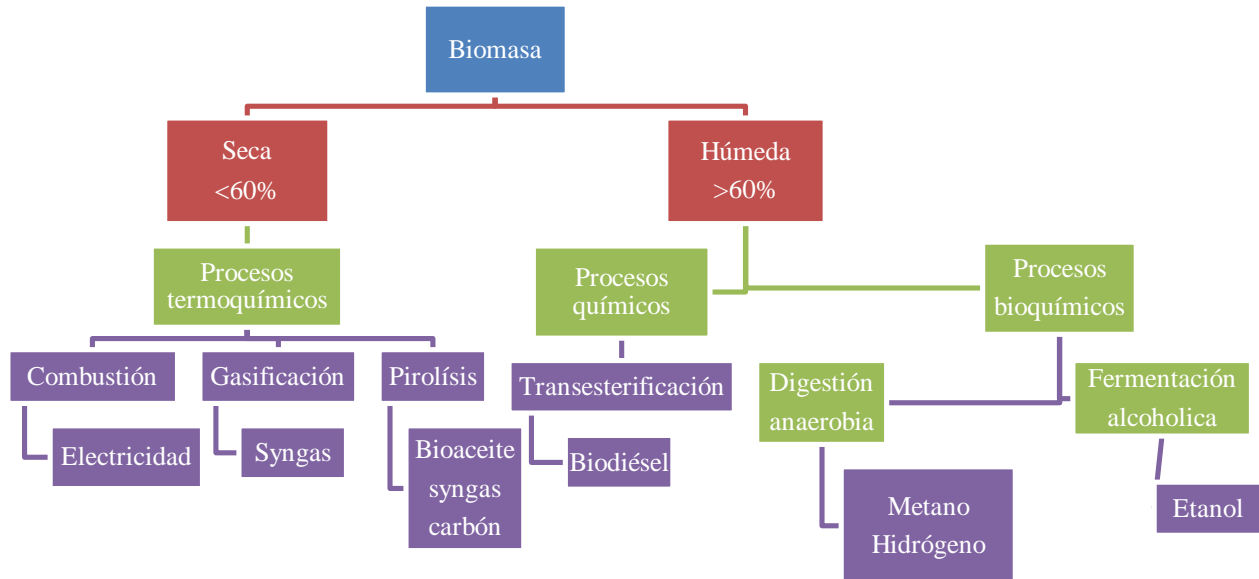 Biomasa
Seca
<60%
Húmeda
>60%
Procesos
termoquímicos
Procesos
químicos
Procesos
bioquímicos
Combustión
Gasificación
Pirolísis
Transesterificación
Digestión
anaerobia
Fermentación
alcoholica
Electricidad
Syngas
Bioaceite
syngas
carbón
Biodiésel
Metano
Hidrógeno
Etanol